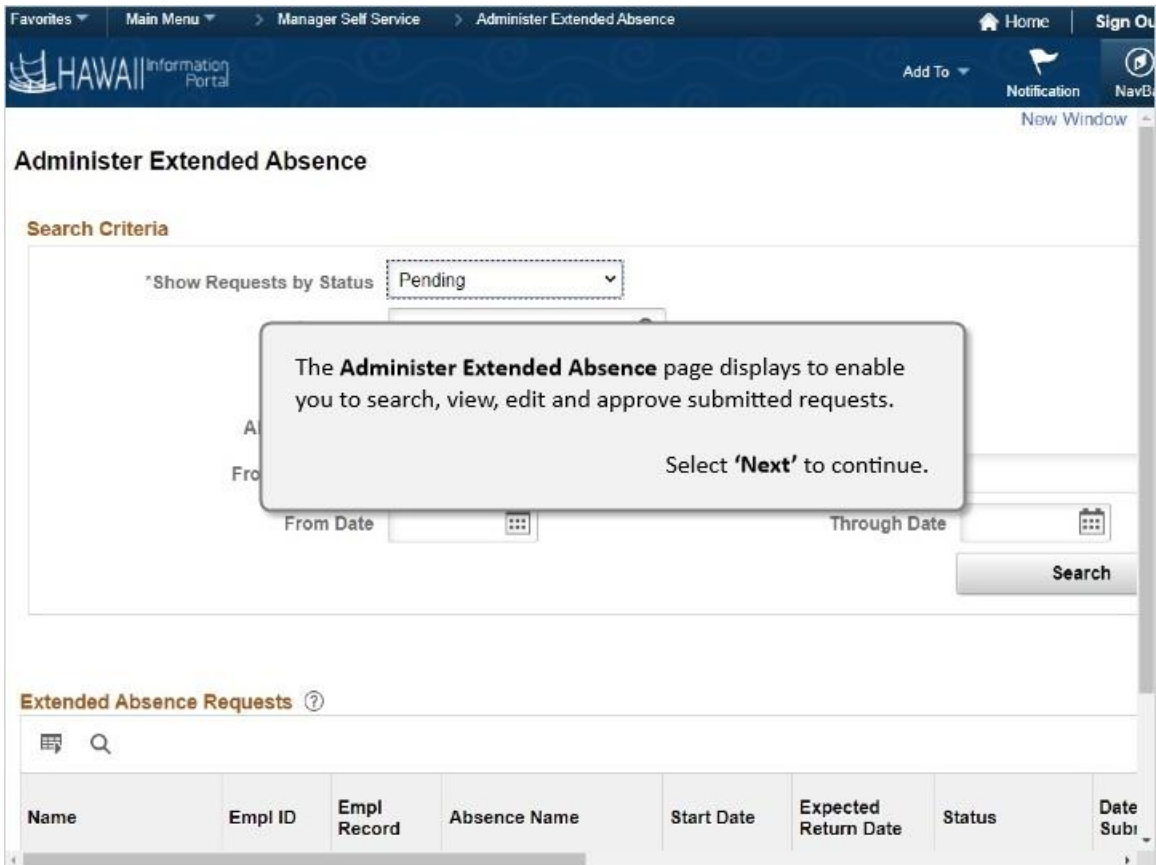 Favorites Main Menu > Manager Self Service > Administer Extended Absence Home Sign Ou
HAWAII Information Portal Add To Notification NavBa
New Window
Administer Extended Absence
Search Criteria
*Show Requests by Status Pending
The Administer Extended Absence page displays to enable
you to search, view, edit and approve submitted requests.
Al
Select 'Next' to continue.
Fro
From Date Through Date
Search
Extended Absence Requests ?
Name Empl ID Empl Record Absence Name Start Date Expected Return Date Status Date Subr